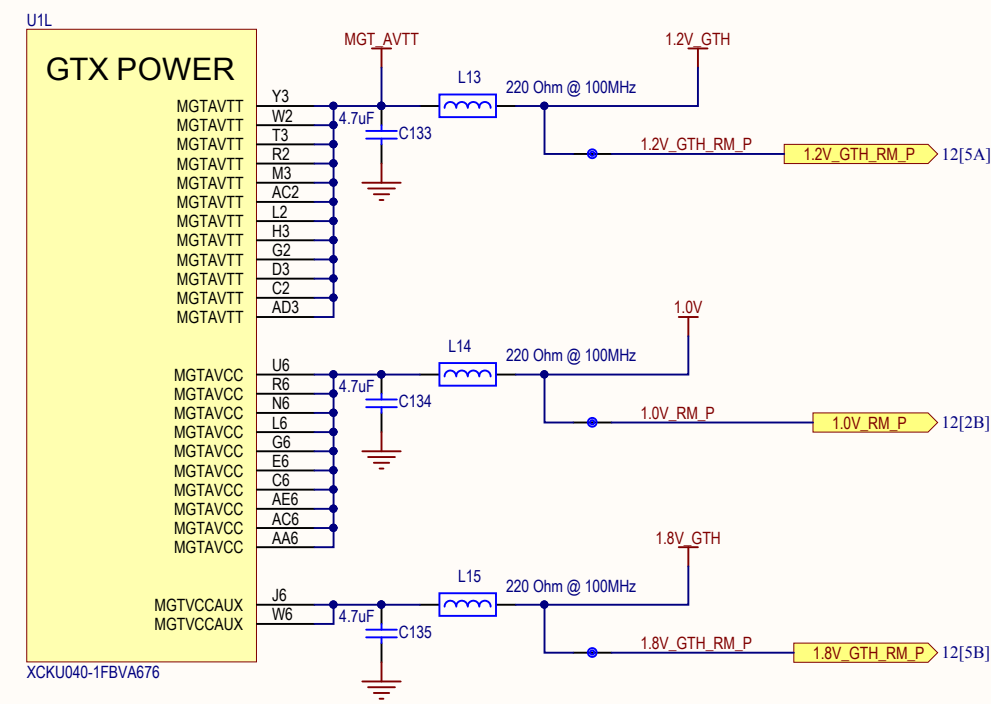 U1L
GTX POWER
MGT_AVTT
1.2V_GTH
L13
220 Ohm @ 100MHz
MGTAVTT Y3
MGTAVTT W2
4.7uF
C133
MGTAVTT T3
1.2V_GTH_RM_P
1.2V_GTH_RM_P
12[5A]
MGTAVTT R2
MGTAVTT M3
MGTAVTT AC2
MGTAVTT L2
MGTAVTT H3
MGTAVTT G2
MGTAVTT D3
MGTAVTT C2
MGTAVTT AD3
1.0V
L14
220 Ohm @ 100MHz
MGTAVCC U6
MGTAVCC R6
4.7uF
C134
MGTAVCC N6
1.0V_RM_P
1.0V_RM_P
12[2B]
MGTAVCC L6
MGTAVCC G6
MGTAVCC E6
MGTAVCC C6
MGTAVCC AE6
MGTAVCC AC6
MGTAVCC AA6
1.8V_GTH
L15
220 Ohm @ 100MHz
MGTVCCAUX J6
MGTVCCAUX W6
4.7uF
C135
1.8V_GTH_RM_P
1.8V_GTH_RM_P
12[5B]
XCKU040-1FBVA676